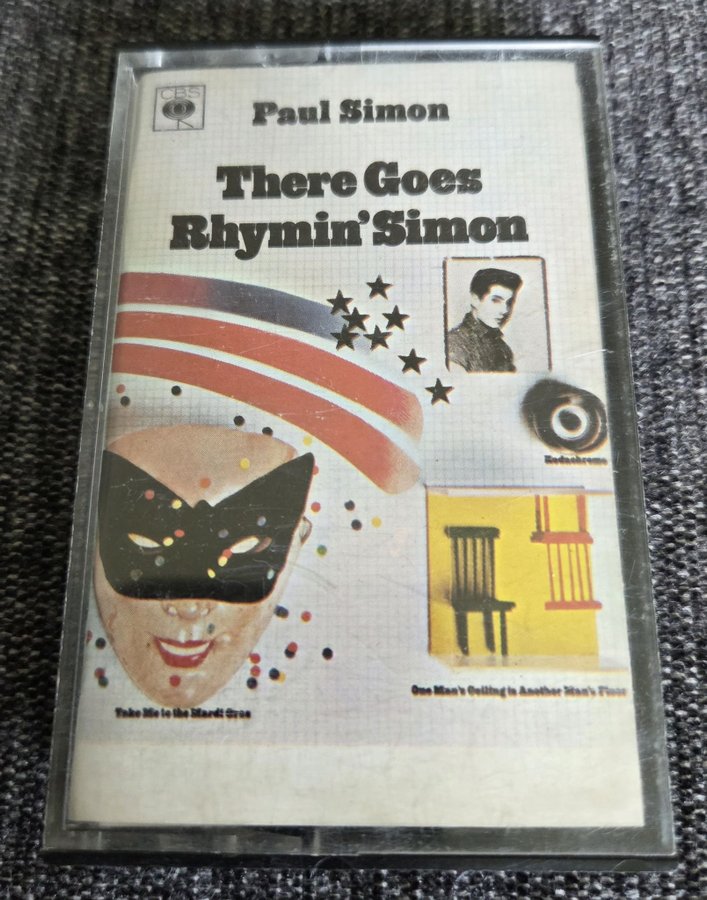 CBS
Paul Simon
There Goes
Rhymin' Simon
Kodachrome
One Man's Ceiling is Another Man's Floor
Take Me to the Mardi Gras